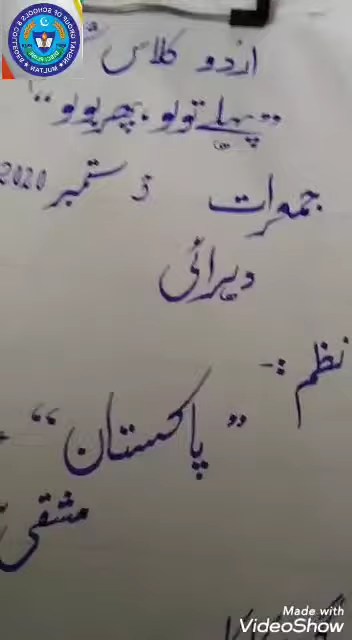 اردو کلاس
"پہلے تولو، پھر بولو"
جمعرات 3 ستمبر 2020
دہرائی
نظم :-
"پاکستان"
مشقی
Made with
VideoShow